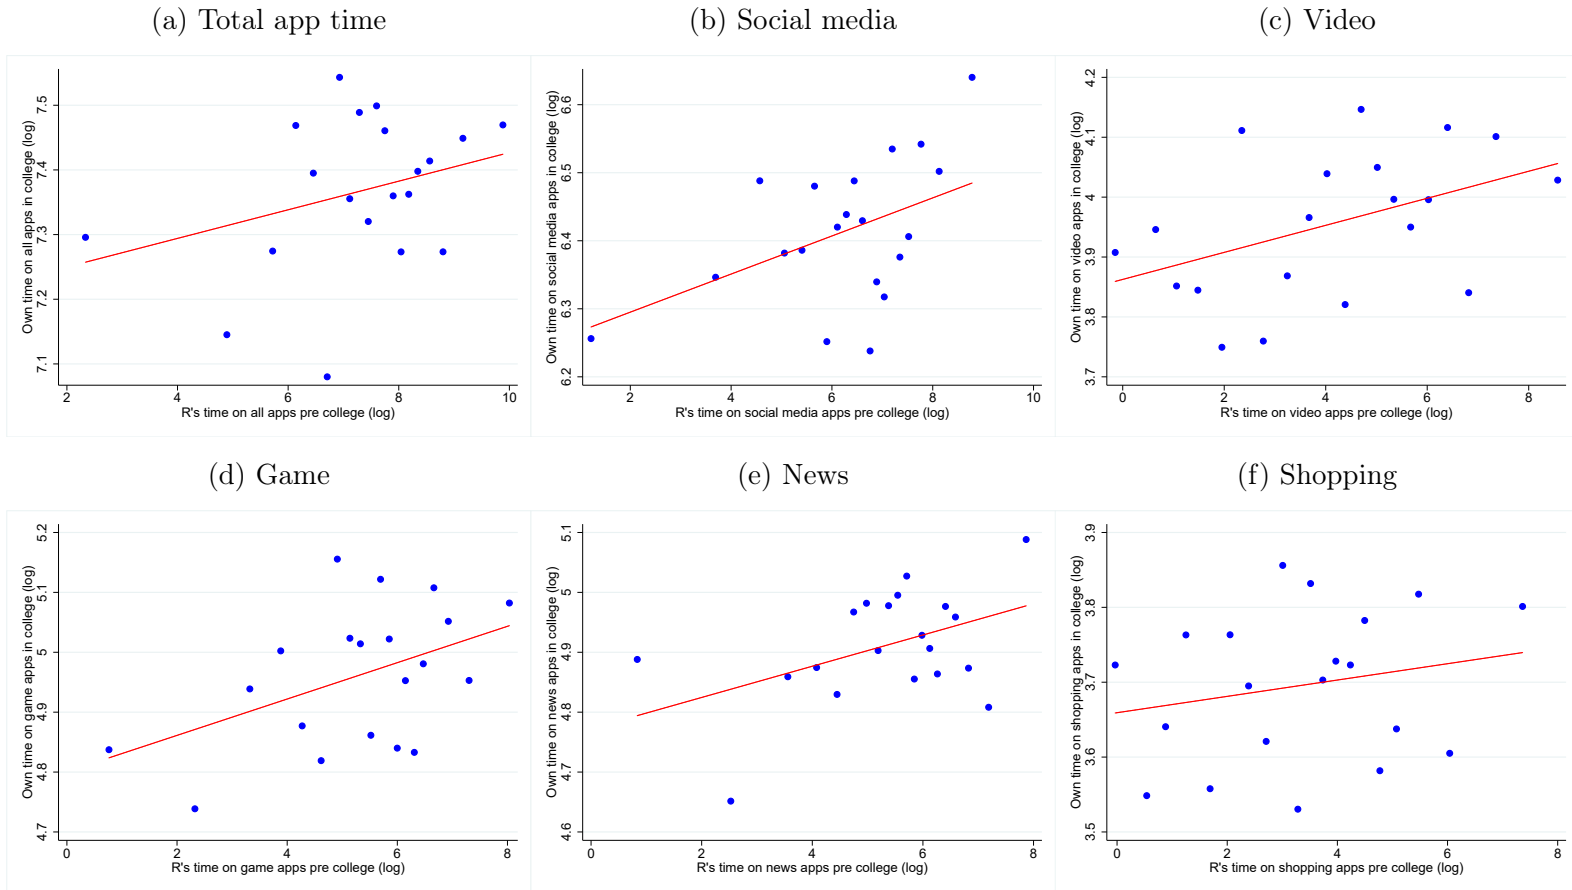 (a) Total app time
(b) Social media
(c) Video
Own time on all apps in college (log)
7.5
7.4
7.3
7.2
7.1
2 4 6 8 10
R's time on all apps pre college (log)
Own time on social media apps in college (log)
6.6
6.5
6.4
6.3
6.2
2 4 6 8 10
R's time on social media apps pre college (log)
Own time on video apps in college (log)
4.2
4.1
4
3.9
3.8
3.7
0 2 4 6 8
R's time on video apps pre college (log)
(d) Game
(e) News
(f) Shopping
Own time on game apps in college (log)
5.2
5.1
5
4.9
4.8
4.7
0 2 4 6 8
R's time on game apps pre college (log)
Own time on news apps in college (log)
5.1
5
4.9
4.8
4.7
4.6
0 2 4 6 8
R's time on news apps pre college (log)
Own time on shopping apps in college (log)
3.9
3.8
3.7
3.6
3.5
0 2 4 6 8
R's time on shopping apps pre college (log)